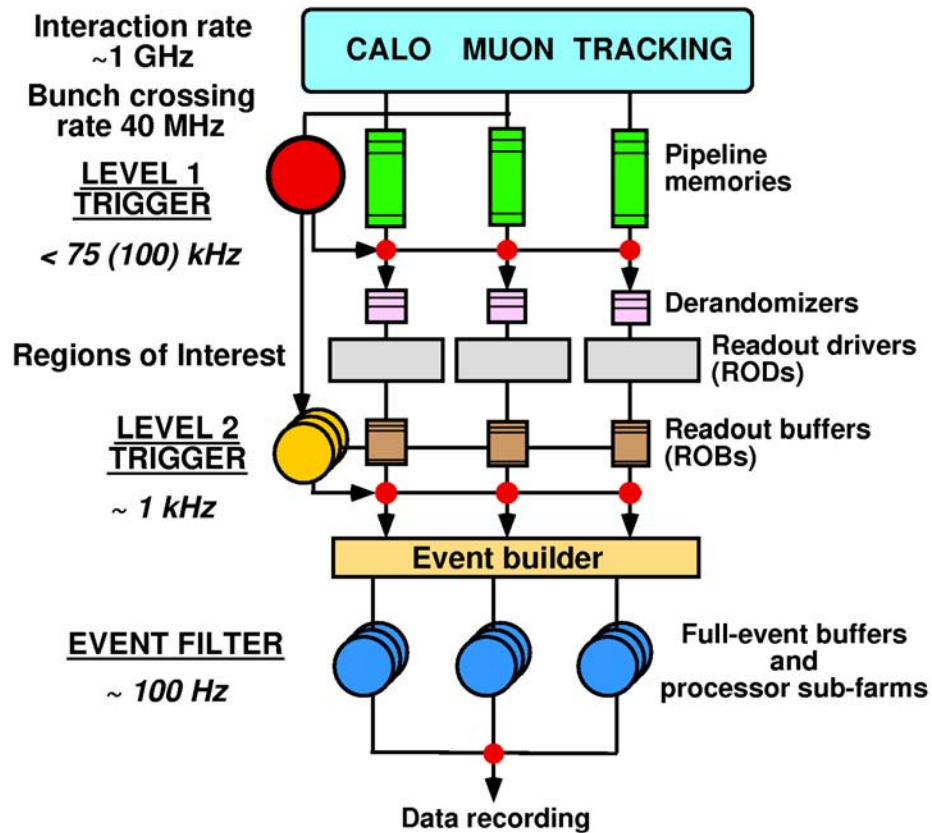 Interaction rate
~1 GHz
CALO MUON TRACKING
Bunch crossing
rate 40 MHz
LEVEL 1
TRIGGER
< 75 (100) kHz
Pipeline
memories
Derandomizers
Regions of Interest
Readout drivers
(RODs)
LEVEL 2
TRIGGER
~ 1 kHz
Readout buffers
(ROBs)
Event builder
EVENT FILTER
~ 100 Hz
Full-event buffers
and
processor sub-farms
Data recording